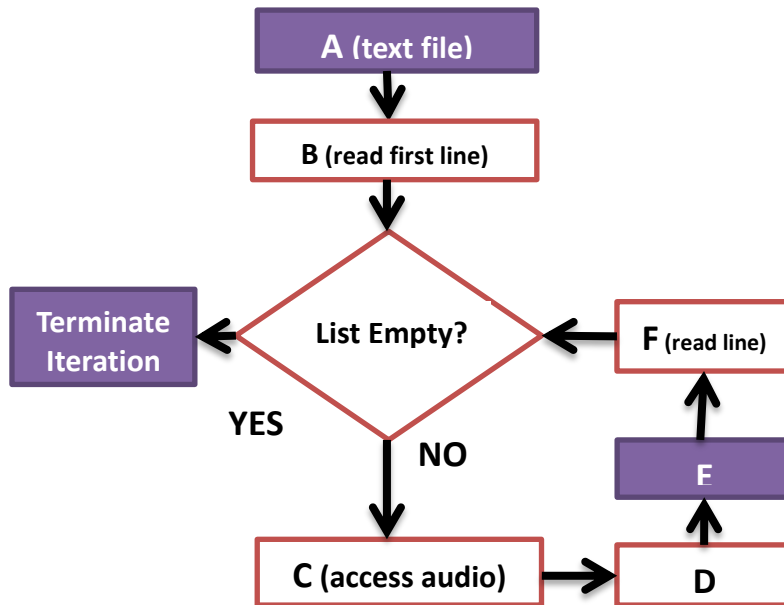 A (text file)
B (read first line)
List Empty?
Terminate
Iteration
F (read line)
YES
NO
E
C (access audio)
D